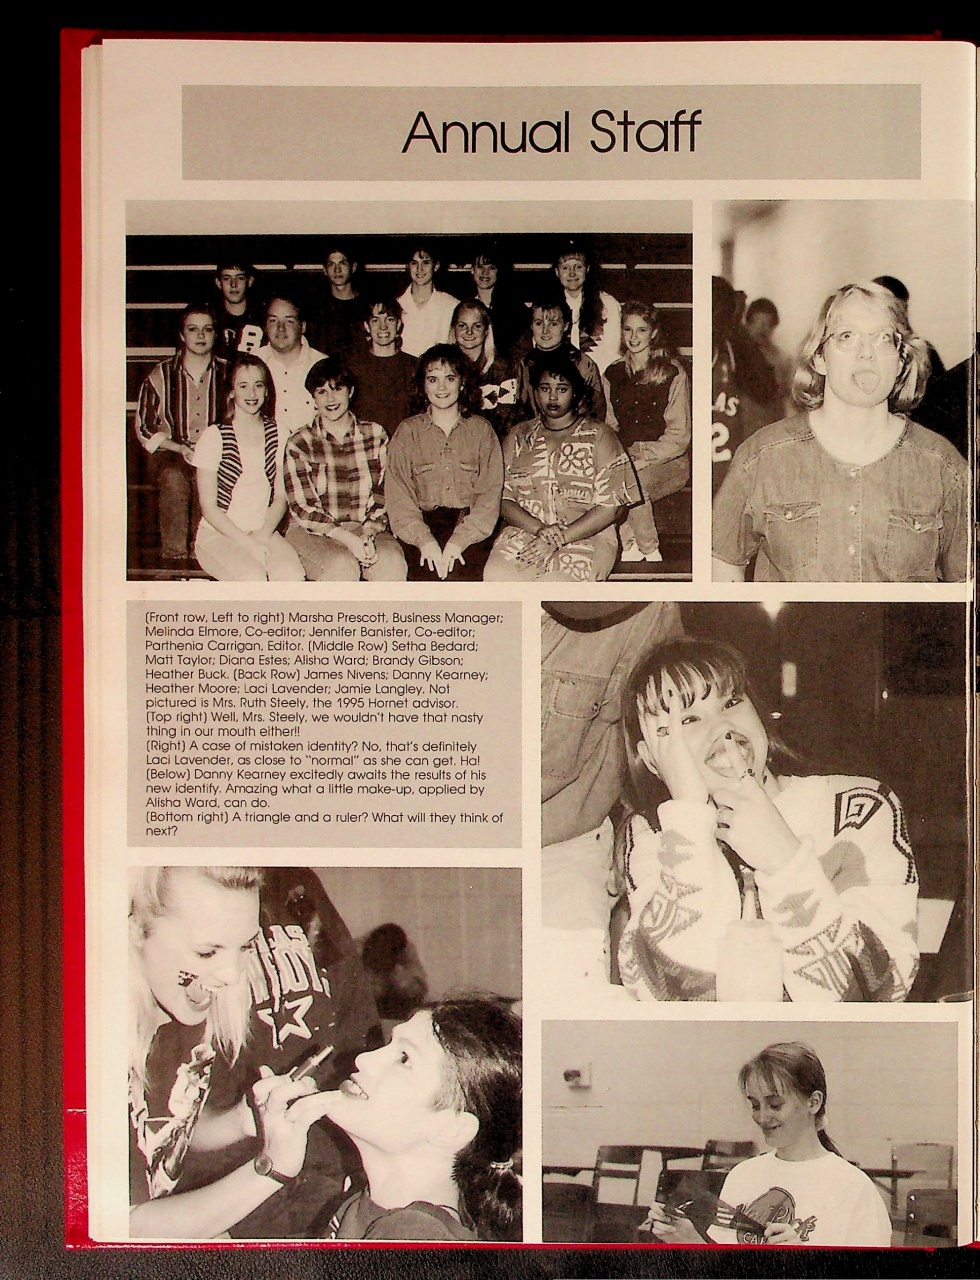 Annual Staff
B
AS
2
(Front row, Left to right) Marsha Prescott, Business Manager;
Melinda Elmore, Co-editor; Jennifer Banister, Co-editor;
Parthenia Carrigan, Editor. (Middle Row) Setha Bedard;
Matt Taylor; Diana Estes; Alisha Ward; Brandy Gibson;
Heather Buck. (Back Row) James Nivens; Danny Kearney;
Heather Moore; Laci Lavender; Jamie Langley. Not
pictured is Mrs. Ruth Steely, the 1995 Hornet advisor.
(Top right) Well, Mrs. Steely, we wouldn't have that nasty
thing in our mouth either!!
(Right) A case of mistaken identity? No, that's definitely
Laci Lavender, as close to "normal" as she can get. Ha!
(Below) Danny Kearney excitedly awaits the results of his
new identify. Amazing what a little make-up, applied by
Alisha Ward, can do.
(Bottom right) A triangle and a ruler? What will they think of
next?
LAS
CAF